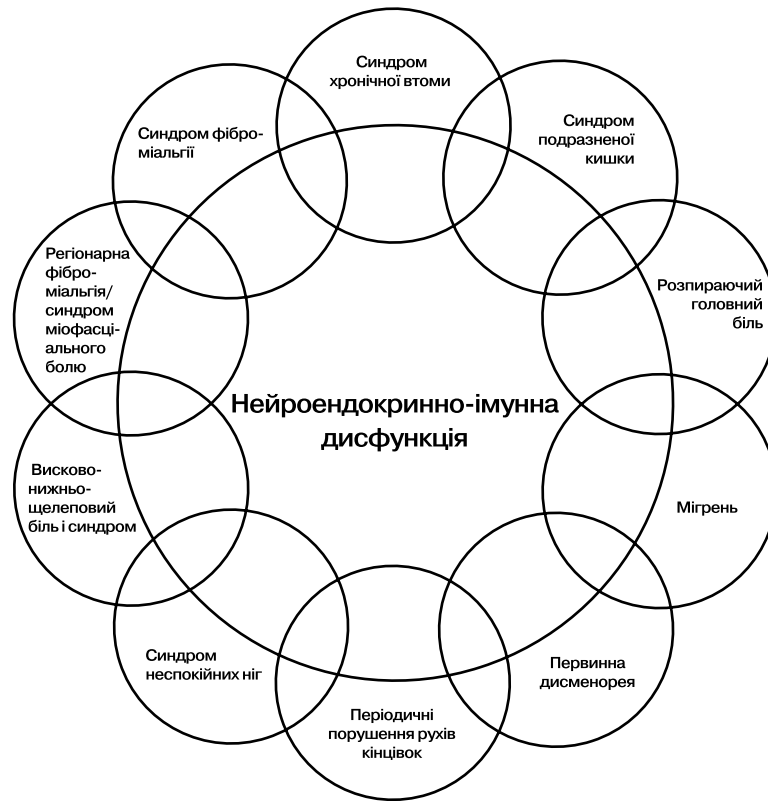 Синдром
хронічної втоми
Синдром
подразненої
кишки
Розпираючий
головний
біль
Мігрень
Первинна
дисменорея
Періодичні
порушення рухів
кінцівок
Синдром
неспокійних ніг
Висково-
нижньо-
щелеповий
біль і синдром
Регіонарна
фібро-
міальгія/
синдром
міофасці-
ального
болю
Синдром фібро-
міальгії
Нейроендокринно-імунна
дисфункція